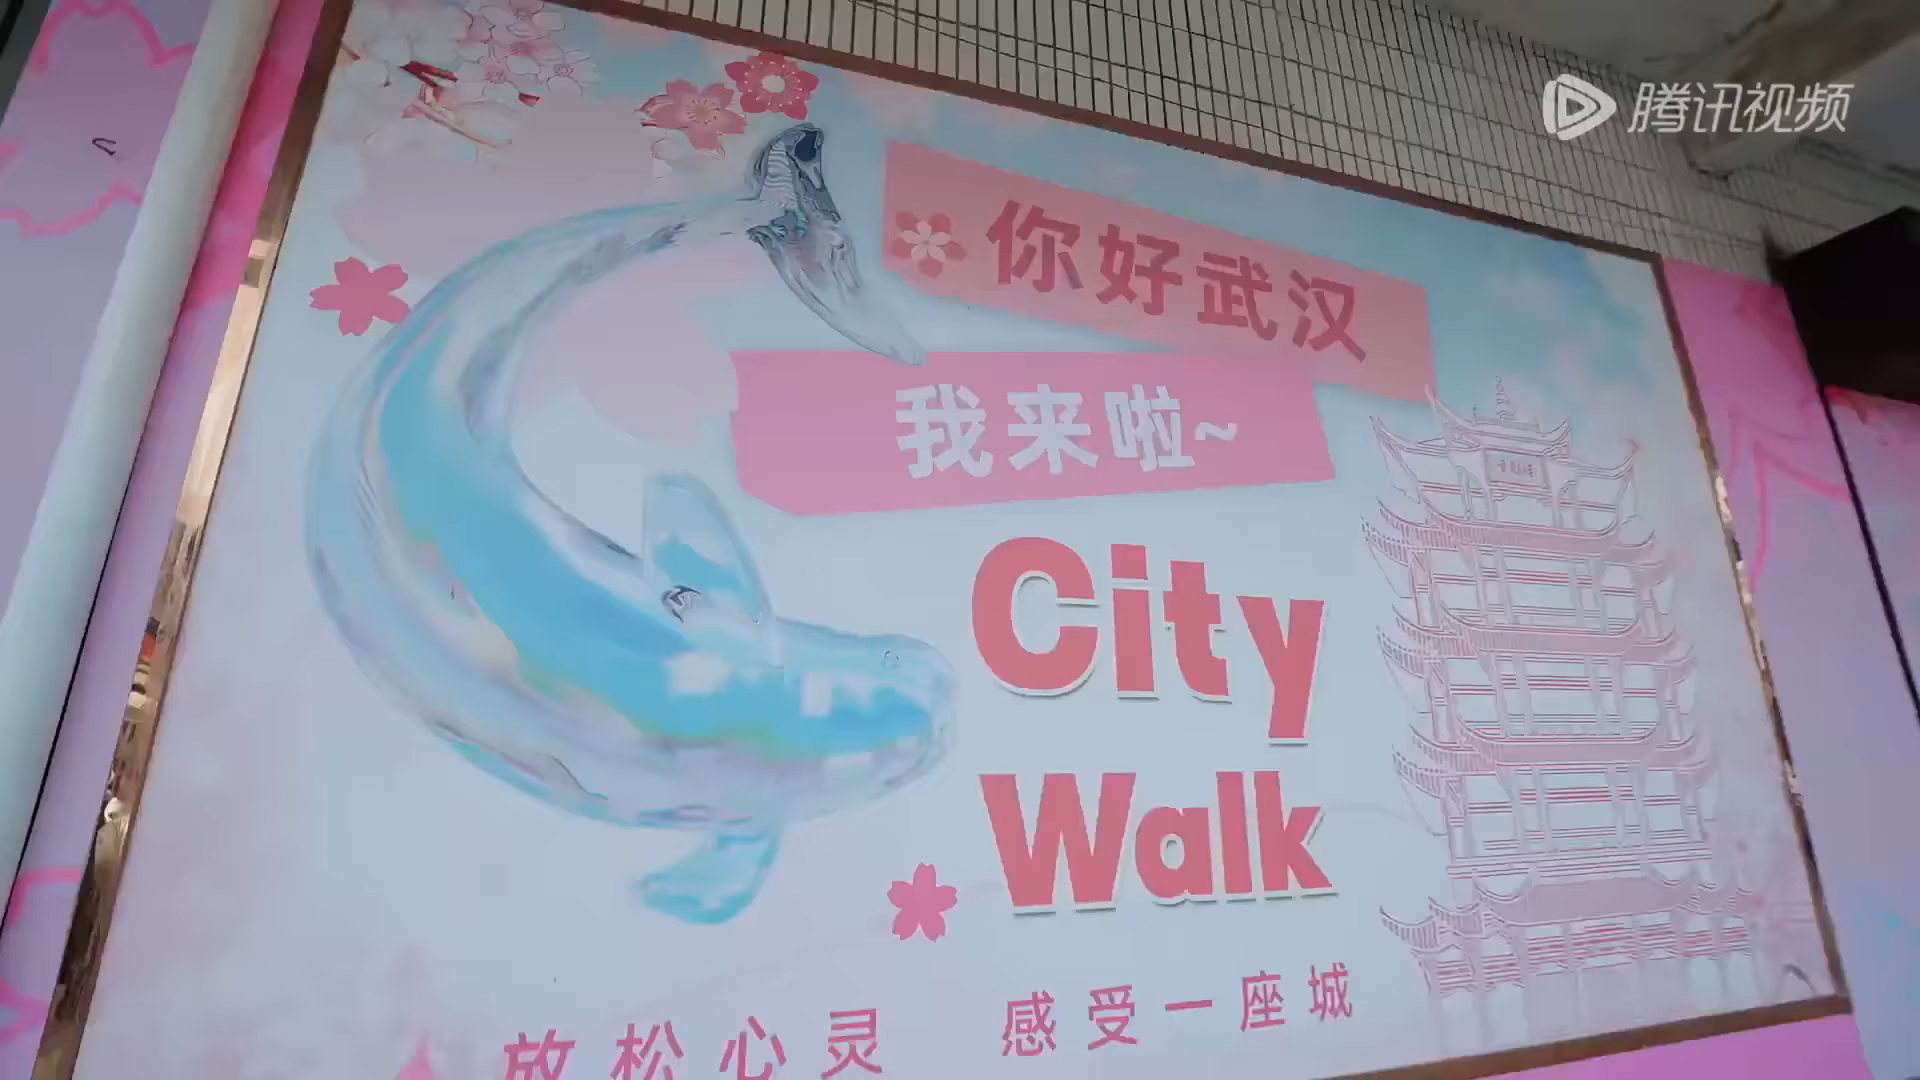 腾讯视频
你好武汉
我来啦~
City
Walk
放松心灵 感受一座城